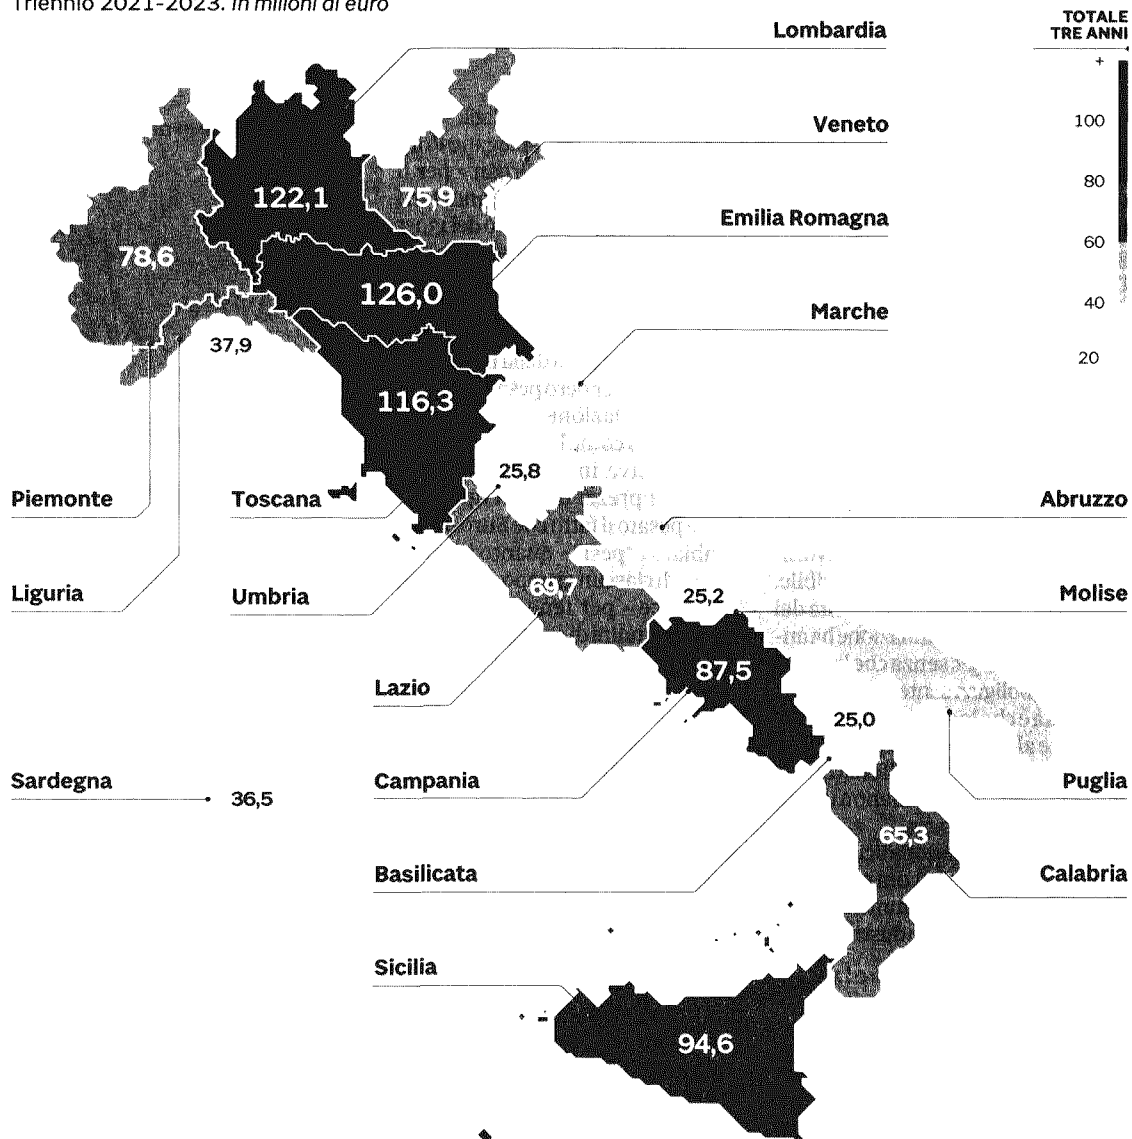 Triennio 2021-2023. In milioni di euro
TOTALE
TRE ANNI
+
100
80
60
40
20
Lombardia
Veneto
Emilia Romagna
Marche
122,1
75,9
78,6
126,0
37,9
116,3
25,8
Piemonte
Toscana
Abruzzo
Liguria
Umbria
69,7
25,2
Molise
87,5
Lazio
25,0
Sardegna
36,5
Campania
Puglia
65,3
Basilicata
Calabria
Sicilia
94,6